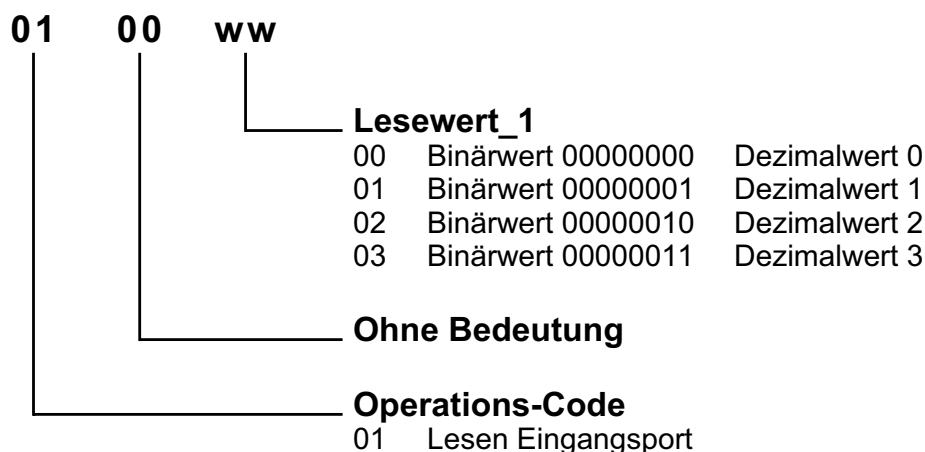 01 00 ww
Lesewert_1
00 Binärwert 00000000 Dezimalwert 0
01 Binärwert 00000001 Dezimalwert 1
02 Binärwert 00000010 Dezimalwert 2
03 Binärwert 00000011 Dezimalwert 3
Ohne Bedeutung
Operations-Code
01 Lesen Eingangsport